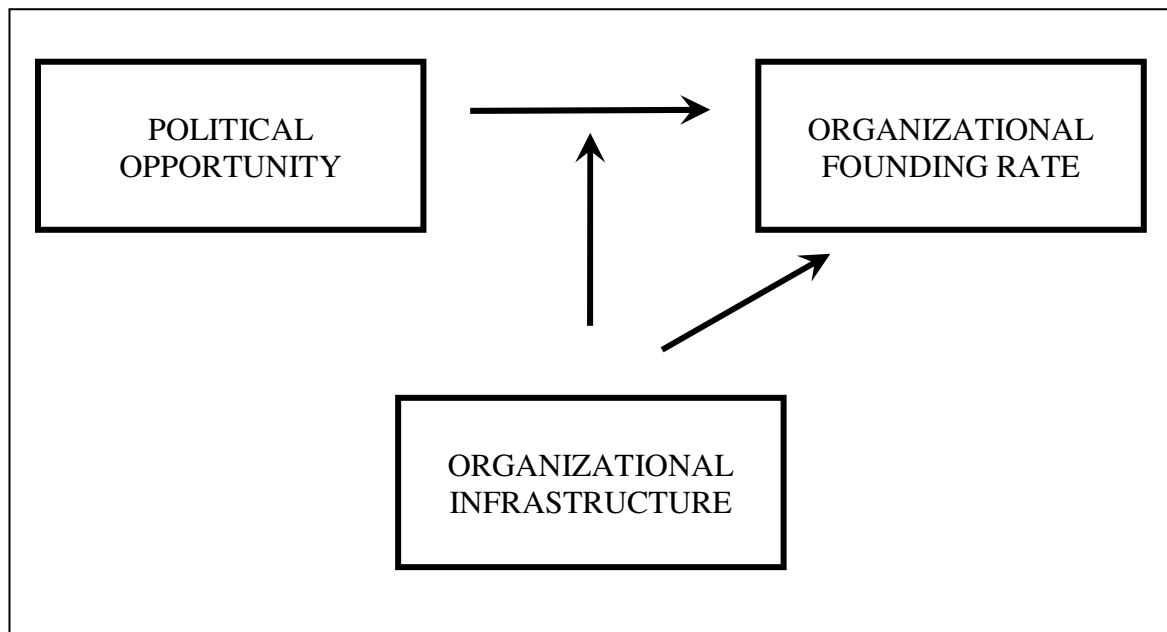 POLITICAL
OPPORTUNITY
ORGANIZATIONAL
FOUNDING RATE
ORGANIZATIONAL
INFRASTRUCTURE